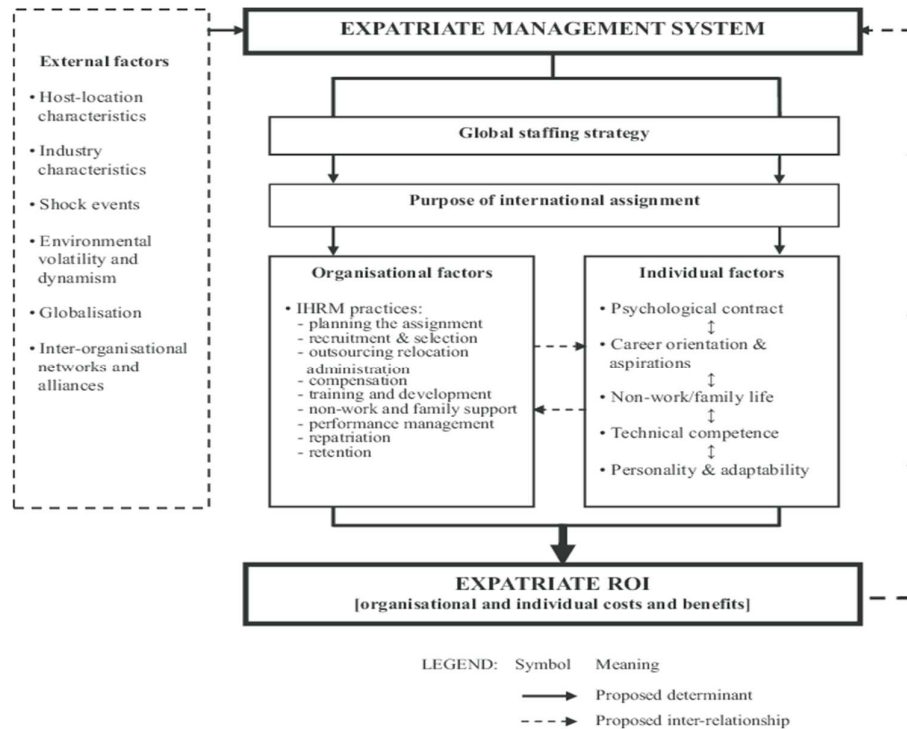 EXPATRIATE MANAGEMENT SYSTEM
External factors
• Host-location
characteristics
• Industry
characteristics
• Shock events
• Environmental
volatility and
dynamism
• Globalisation
• Inter-organisational
networks and
alliances
Global staffing strategy
Purpose of international assignment
Organisational factors
• IHRM practices:
- planning the assignment
- recruitment & selection
- outsourcing relocation
administration
- compensation
- training and development
- non-work and family support
- performance management
- repatriation
- retention
Individual factors
• Psychological contract
• Career orientation &
aspirations
• Non-work/family life
• Technical competence
• Personality & adaptability
EXPATRIATE ROI
[organisational and individual costs and benefits]
LEGEND: Symbol Meaning
Proposed determinant
Proposed inter-relationship